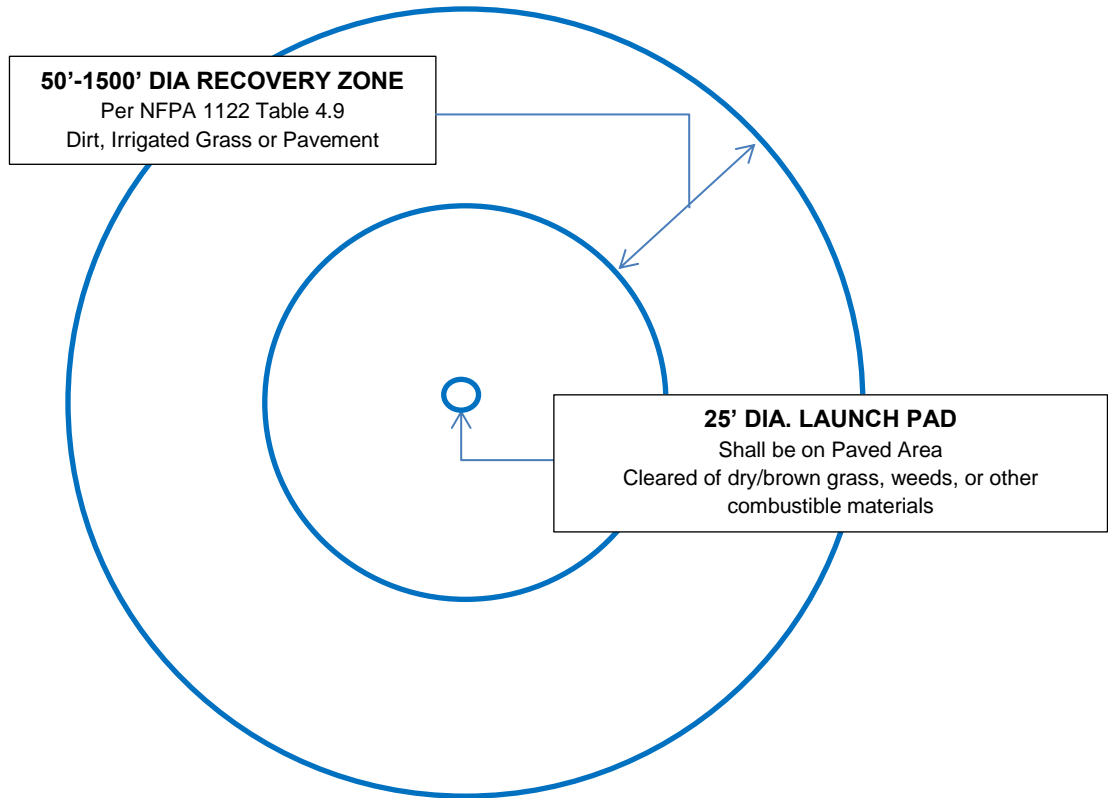 50’-1500’ DIA RECOVERY ZONE
Per NFPA 1122 Table 4.9
Dirt, Irrigated Grass or Pavement
25’ DIA. LAUNCH PAD
Shall be on Paved Area
Cleared of dry/brown grass, weeds, or other
combustible materials